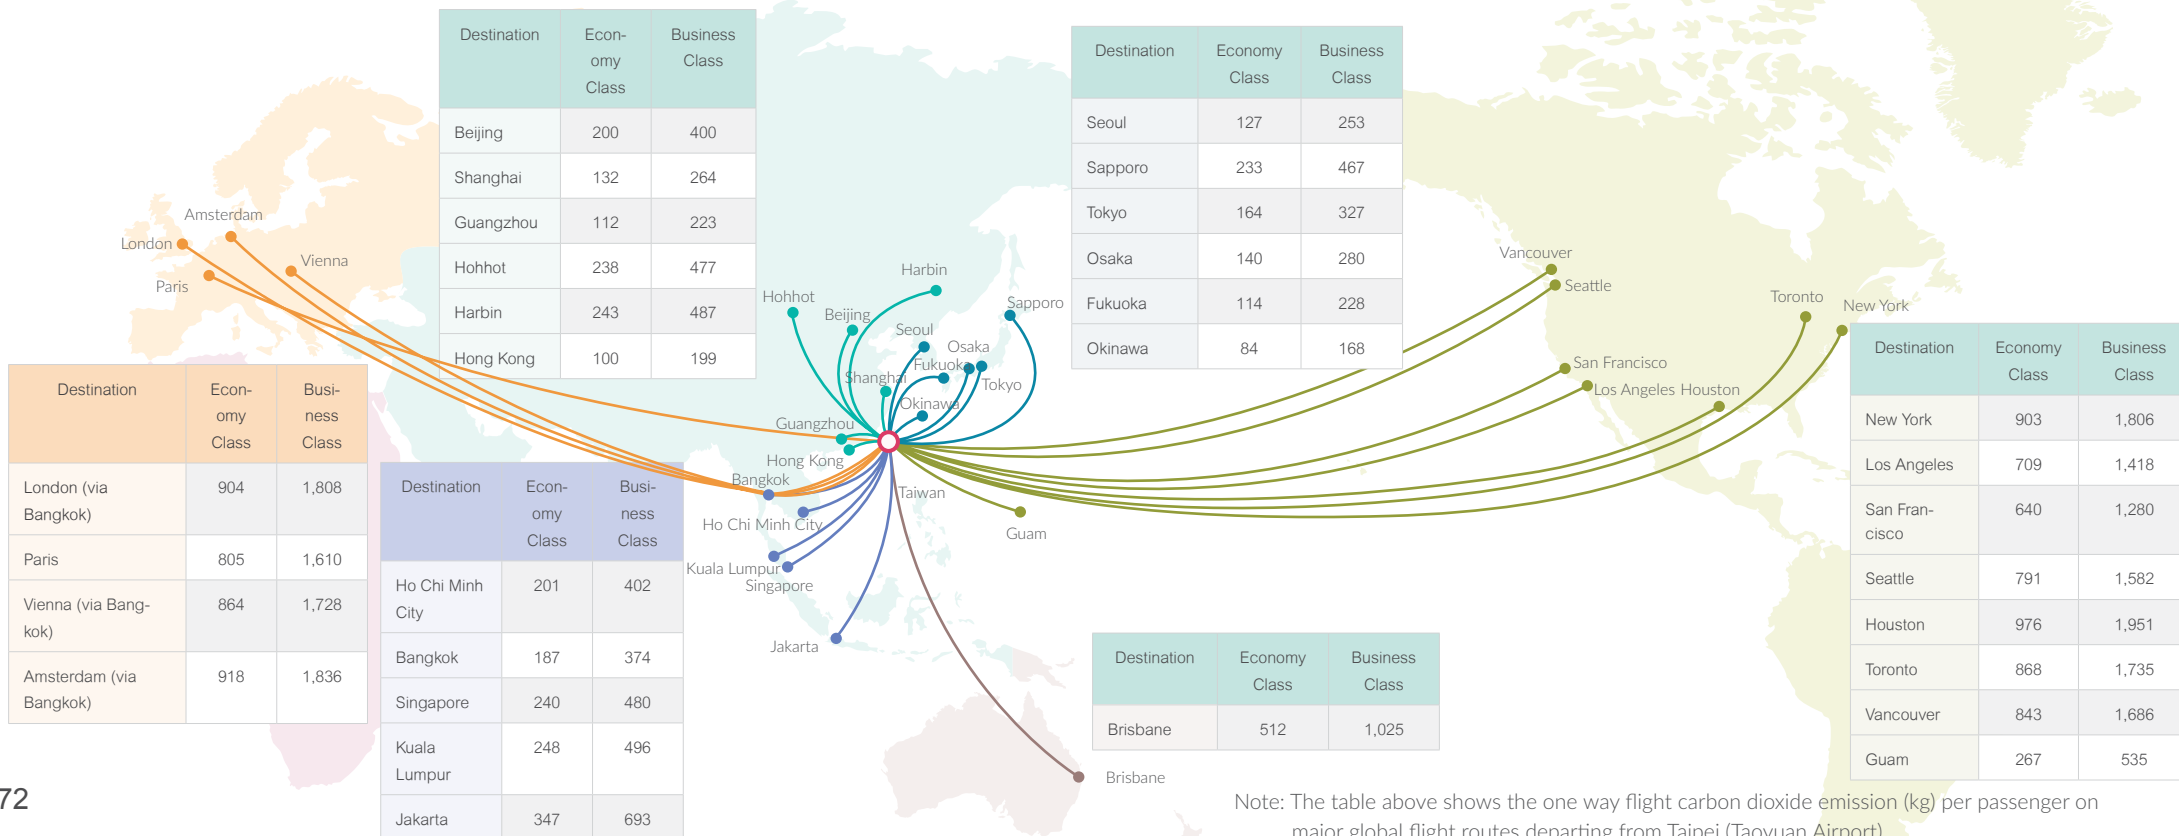 Destination Econ- Business
omy Class
Class
Beijing 200 400
Shanghai 132 264
Guangzhou 112 223
Hohhot 238 477
Harbin 243 487
Hong Kong 100 199
Destination Economy Business
Class Class
Seoul 127 253
Sapporo 233 467
Tokyo 164 327
Osaka 140 280
Fukuoka 114 228
Okinawa 84 168
Amsterdam
London
Vienna
Paris
Harbin
Hohhot
Beijing
Sapporo
Seoul
Osaka
Fukuoka
Shanghai
Tokyo
Okinawa
Guangzhou
Hong Kong
Bangkok
Taiwan
Ho Chi Minh City
Guam
Kuala Lumpur
Singapore
Jakarta
Brisbane
Vancouver
Seattle
Toronto
New York
San Francisco
Los Angeles Houston
Destination Econ- Busi-
omy ness
Class Class
London (via 904 1,808
Bangkok)
Paris 805 1,610
Vienna (via Bang- 864 1,728
kok)
Amsterdam (via 918 1,836
Bangkok)
Destination Econ- Busi-
omy ness
Class Class
Ho Chi Minh 201 402
City
Bangkok 187 374
Singapore 240 480
Kuala 248 496
Lumpur
Jakarta 347 693
Destination Economy Business
Class Class
Brisbane 512 1,025
Destination Economy Business
Class Class
New York 903 1,806
Los Angeles 709 1,418
San Fran- 640 1,280
cisco
Seattle 791 1,582
Houston 976 1,951
Toronto 868 1,735
Vancouver 843 1,686
Guam 267 535
72
Note: The table above shows the one way flight carbon dioxide emission (kg) per passenger on
major global flight routes departing from Taipei (Taoyuan Airport)